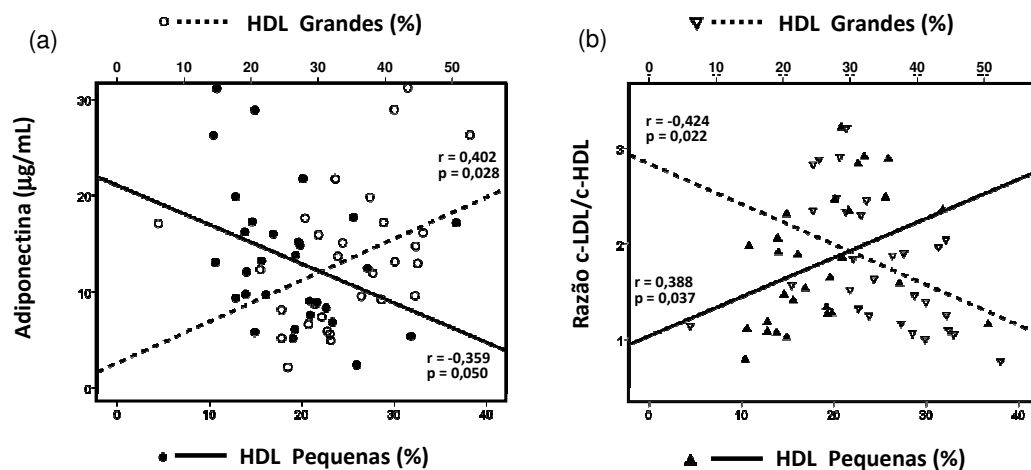 (a)
HDL Grandes (%)
0 10 20 30 40 50
Adiponectina (µg/mL)
30
20
10
0
r = 0,402
p = 0,028
r = -0,359
p = 0,050
0 10 20 30 40
HDL Pequenas (%)
(b)
HDL Grandes (%)
0 10 20 30 40 50
Razão c-LDL/c-HDL
3
2
1
r = -0,424
p = 0,022
r = 0,388
p = 0,037
0 10 20 30 40
HDL Pequenas (%)